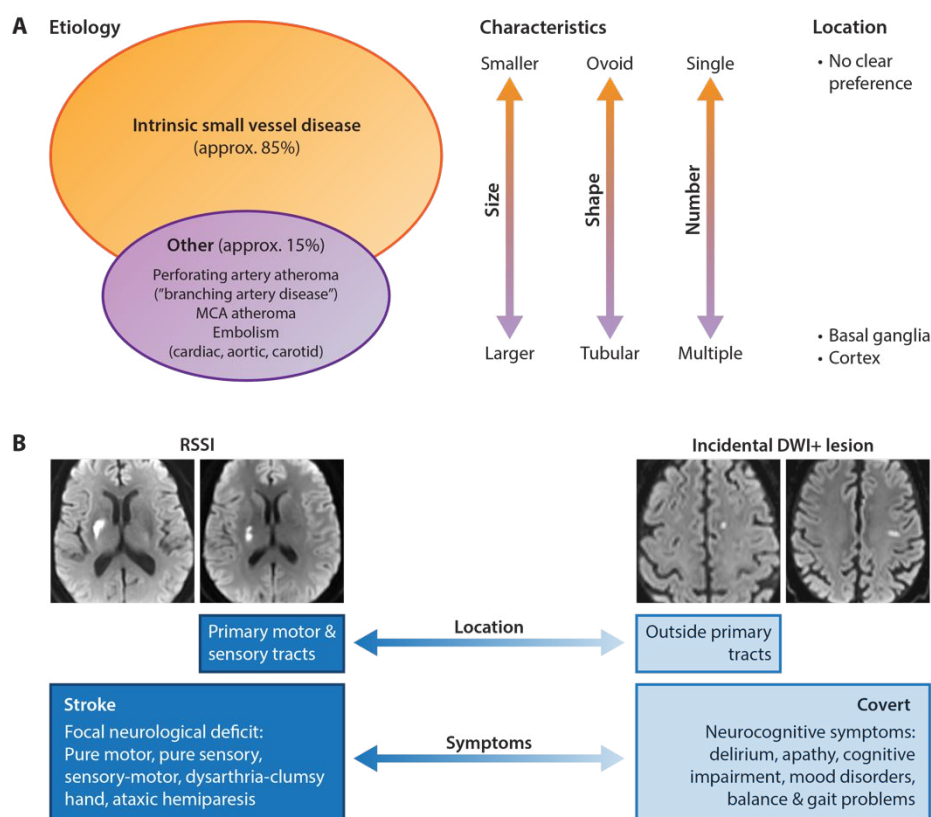 A
Etiology
Intrinsic small vessel disease
(approx. 85%)
Other (approx. 15%)
Perforating artery atheroma
("branching artery disease")
MCA atheroma
Embolism
(cardiac, aortic, carotid)
Characteristics
Smaller Ovoid Single
Size Shape Number
Larger Tubular Multiple
Location
• No clear
preference
• Basal ganglia
• Cortex
B
RSSI
Incidental DWI+ lesion
Primary motor &
sensory tracts
Location
Outside primary
tracts
Stroke
Focal neurological deficit:
Pure motor, pure sensory,
sensory-motor, dysarthria-clumsy
hand, ataxic hemiparesis
Symptoms
Covert
Neurocognitive symptoms:
delirium, apathy, cognitive
impairment, mood disorders,
balance & gait problems